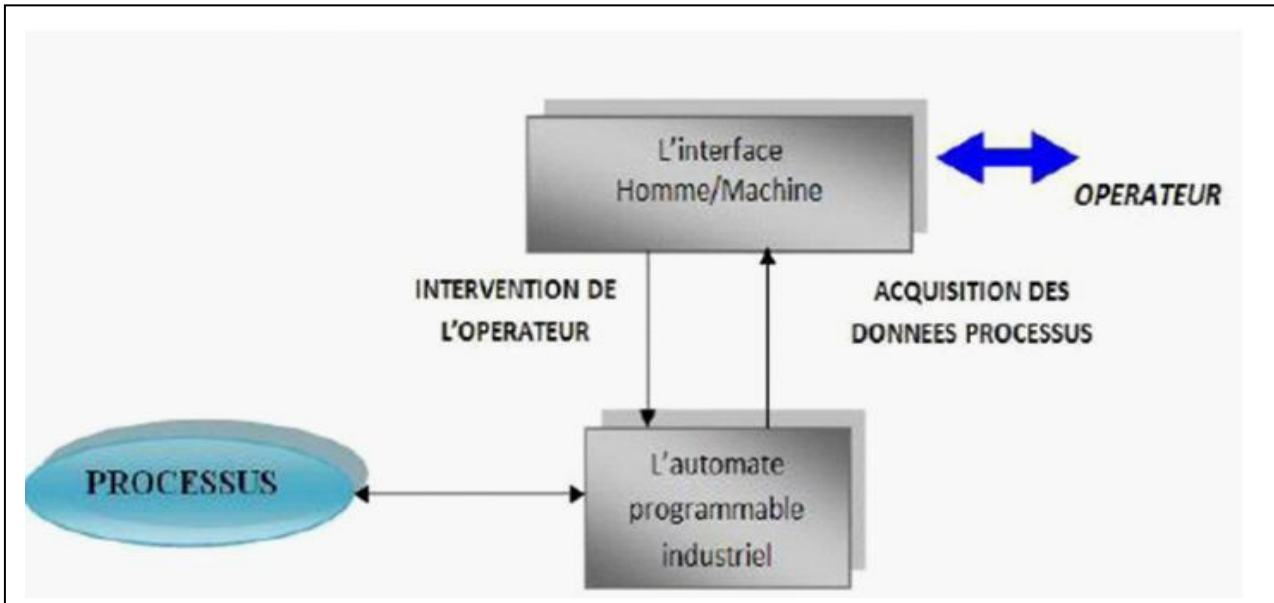 L'interface
Homme/Machine
OPERATEUR
INTERVENTION DE
L'OPERATEUR
ACQUISITION DES
DONNEES PROCESSUS
PROCESSUS
L'automate
programmable
industriel